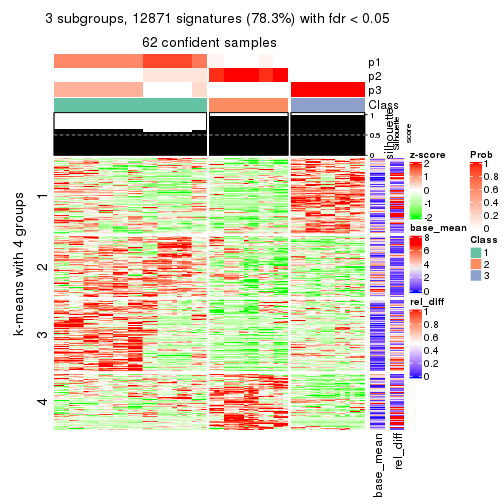 3 subgroups, 12871 signatures (78.3%) with fdr < 0.05
62 confident samples
p1
p2
p3
Class
silhouette
silhouette
score
1
0.5
0
k-means with 4 groups
1
2
3
4
base_mean
rel_diff
z-score
2
1
0
-1
-2
base_mean
8
6
4
2
0
rel_diff
1
0.8
0.6
0.4
0.2
0
Prob
1
0.8
0.6
0.4
0.2
0
Class
1
2
3